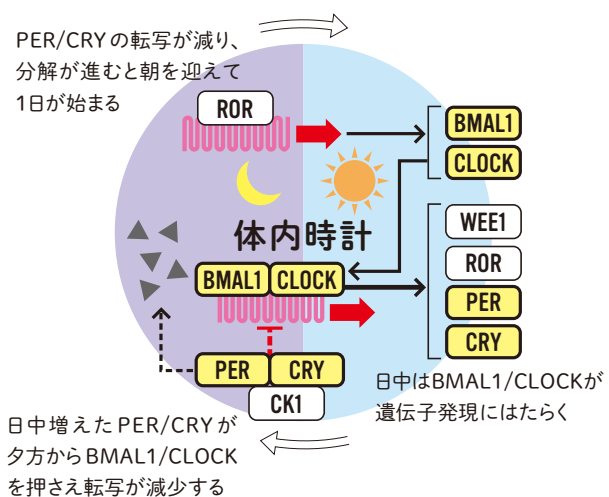 PER/CRYの転写が減り、
分解が進むと朝を迎えて
1日が始まる
ROR
BMAL1
CLOCK
体内時計
WEE1
ROR
PER
CRY
BMAL1
CLOCK
PER
CRY
CK1
日中はBMAL1/CLOCKが
遺伝子発現にはたらく
日中増えたPER/CRYが
夕方からBMAL1/CLOCK
を押さえ転写が減少する